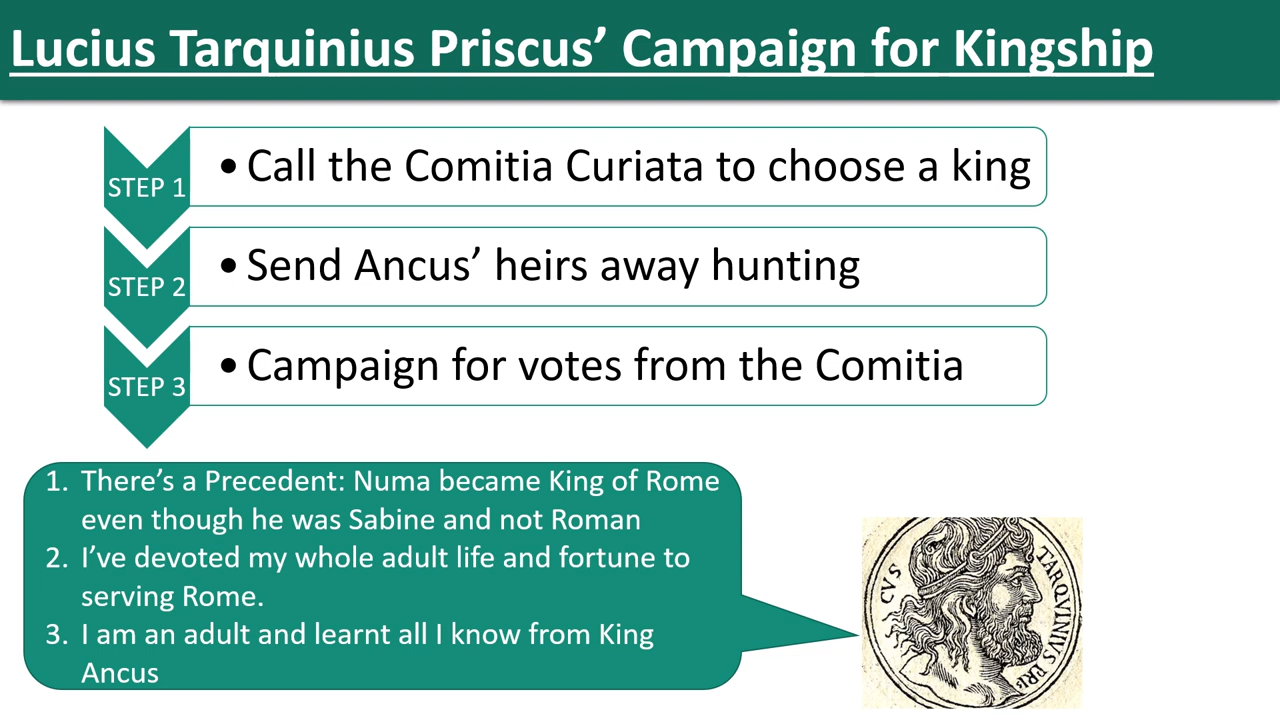 Lucius Tarquinius Priscus’ Campaign for Kingship
STEP 1
• Call the Comitia Curiata to choose a king
STEP 2
• Send Ancus’ heirs away hunting
STEP 3
• Campaign for votes from the Comitia
1. There’s a Precedent: Numa became King of Rome
even though he was Sabine and not Roman
2. I’ve devoted my whole adult life and fortune to
serving Rome.
3. I am an adult and learnt all I know from King
Ancus
CVS TARQVINIVS PRI